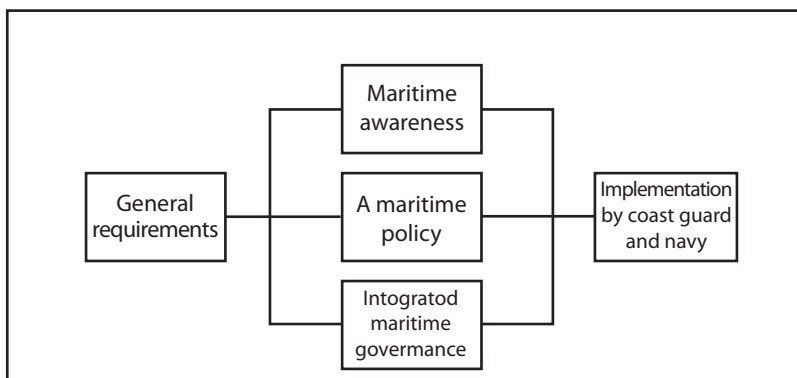 Maritime
awareness
General
requirements
A maritime
policy
Implementation
by coast guard
and navy
Intogratod
maritime
govermance